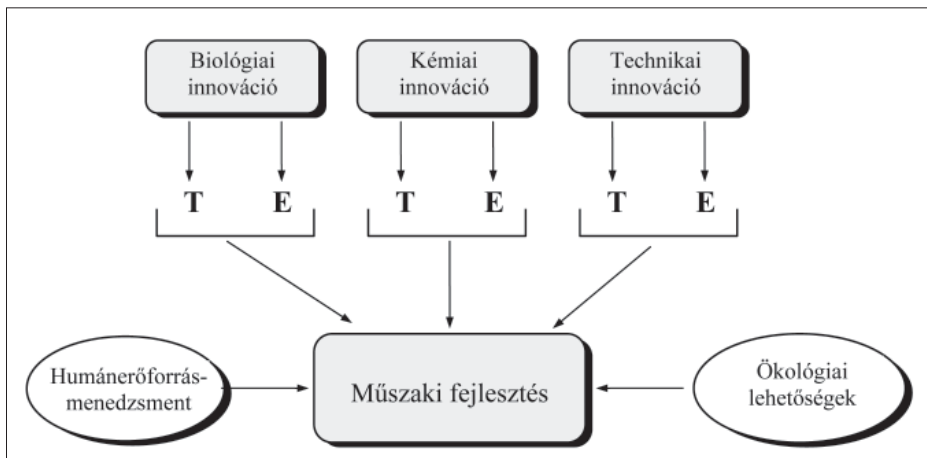 Biológiai
innováció
Kémiai
innováció
Technikai
innováció
T E T E T E
Humánerőforrás-
menedzsment
Műszaki fejlesztés
Ökológiai
lehetőségek